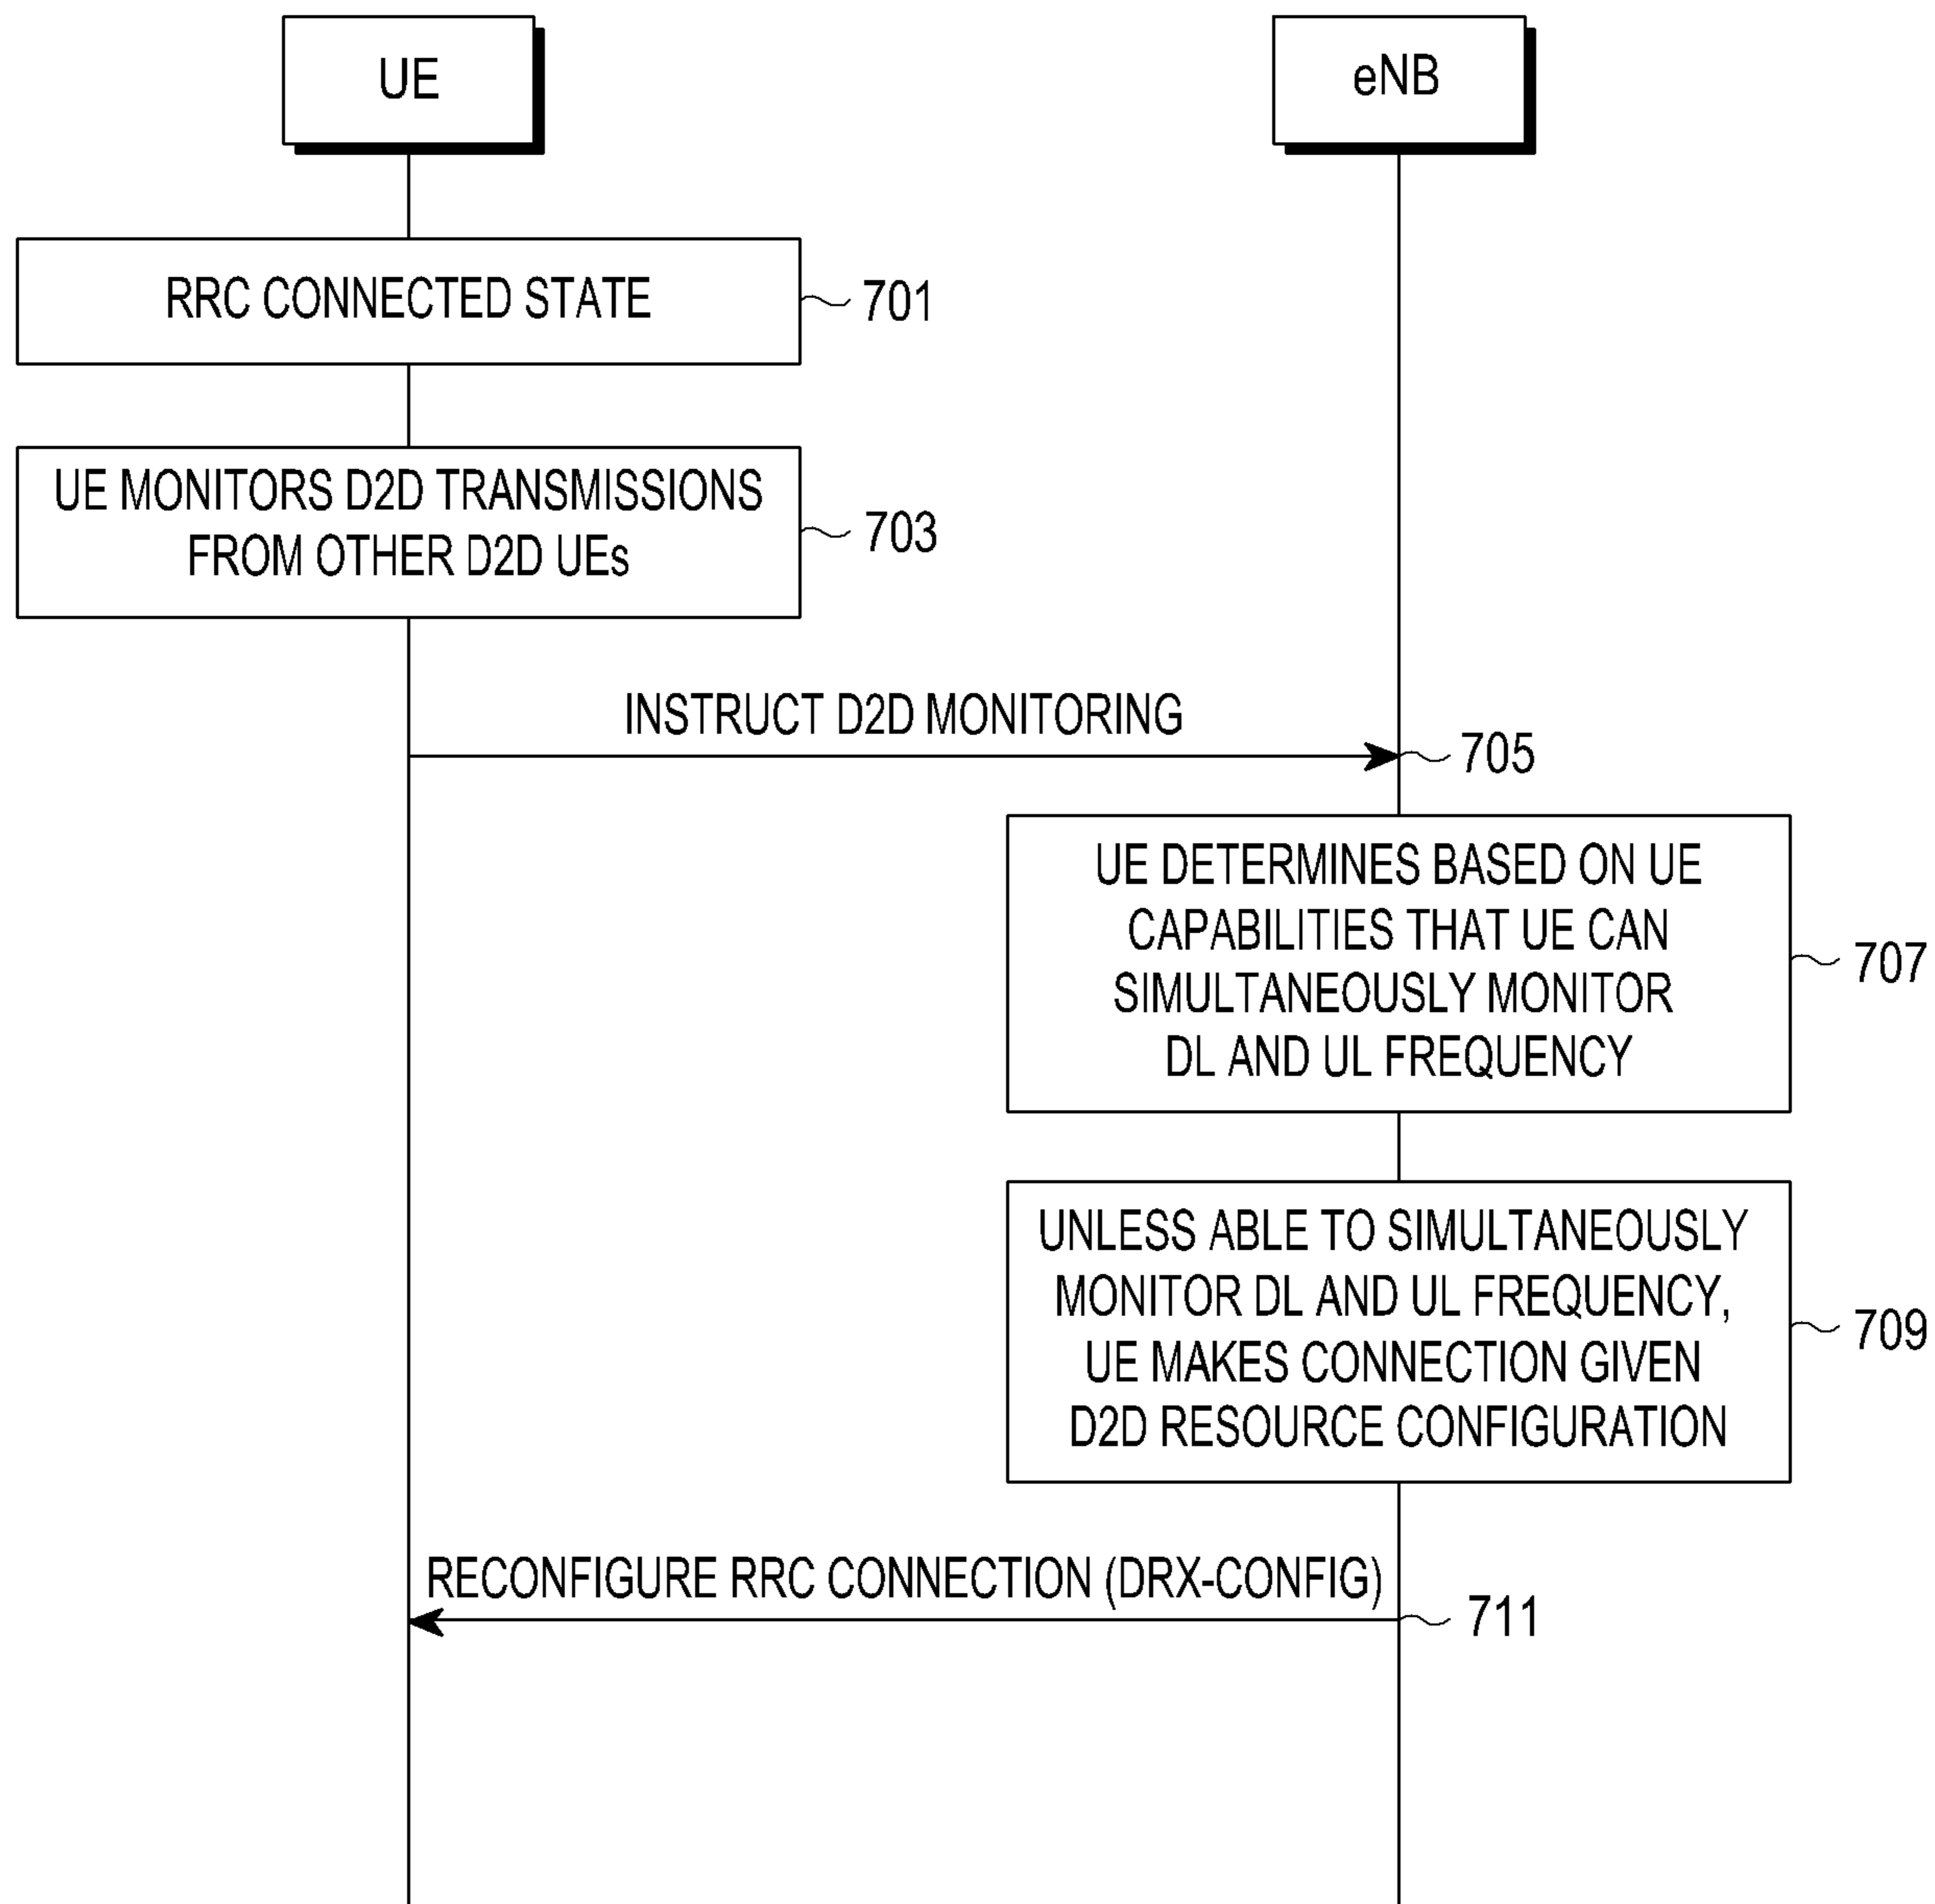 UE
eNB
RRC CONNECTED STATE
701
UE MONITORS D2D TRANSMISSIONS
FROM OTHER D2D UEs
703
INSTRUCT D2D MONITORING
705
UE DETERMINES BASED ON UE
CAPABILITIES THAT UE CAN
SIMULTANEOUSLY MONITOR
DL AND UL FREQUENCY
707
UNLESS ABLE TO SIMULTANEOUSLY
MONITOR DL AND UL FREQUENCY,
UE MAKES CONNECTION GIVEN
D2D RESOURCE CONFIGURATION
709
RECONFIGURE RRC CONNECTION (DRX-CONFIG)
711